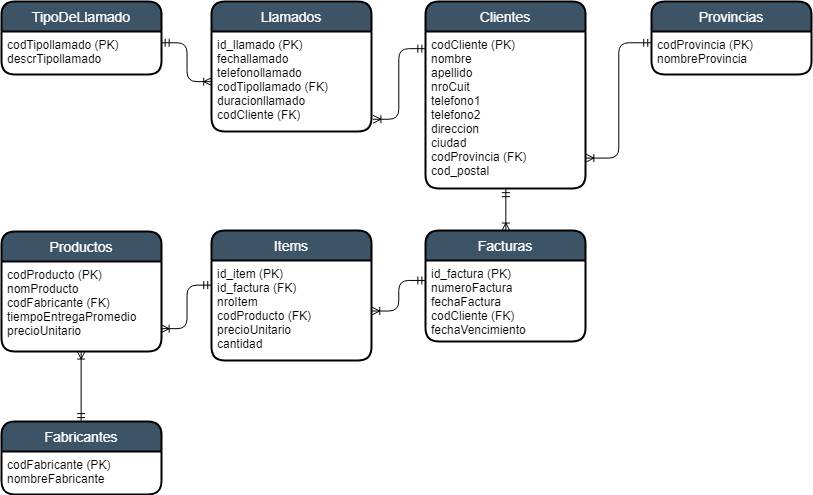 TipoDeLlamado
codTipollamado (PK)
descrTipollamado
Llamados
id_llamado (PK)
fechallamado
telefonollamado
codTipollamado (FK)
duracionllamado
codCliente (FK)
Clientes
codCliente (PK)
nombre
apellido
nroCuit
telefono1
telefono2
direccion
ciudad
codProvincia (FK)
cod_postal
Provincias
codProvincia (PK)
nombreProvincia
Productos
codProducto (PK)
nomProducto
codFabricante (FK)
tiempoEntregaPromedio
precioUnitario
Items
id_item (PK)
id_factura (FK)
nroItem
codProducto (FK)
precioUnitario
cantidad
Facturas
id_factura (PK)
numeroFactura
fechaFactura
codCliente (FK)
fechaVencimiento
Fabricantes
codFabricante (PK)
nombreFabricante